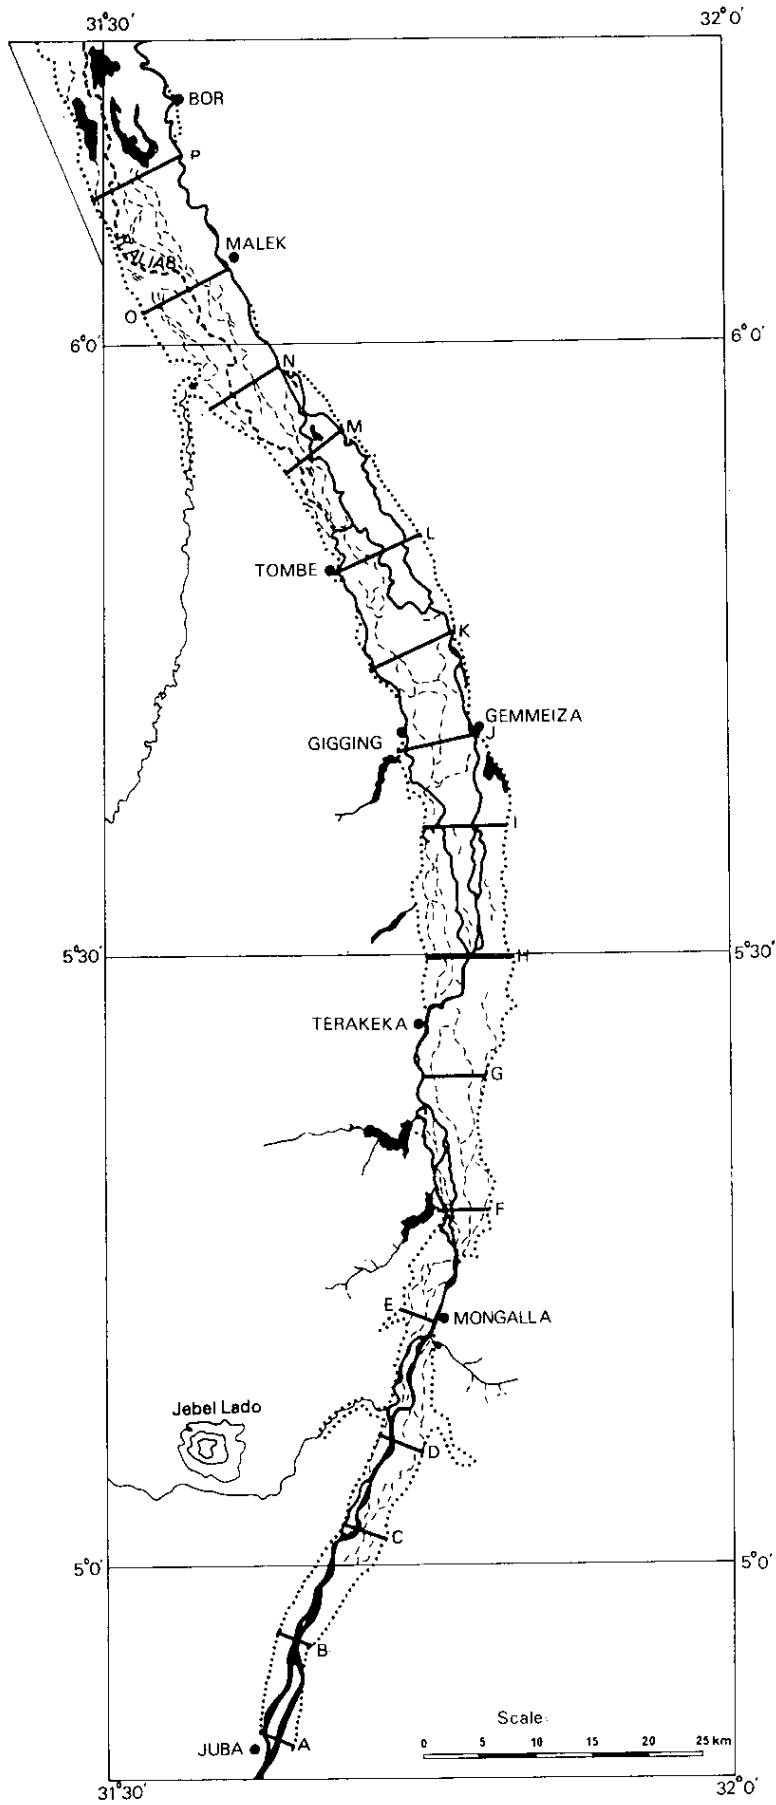 31°30'
32°0'
BOR
P
MALEK
ALIAB
O
6°0'
6°0'
N
M
L
TOMBE
K
GEMMEIZA
J
GIGGING
I
5°30'
H
5°30'
TERAKEKA
G
F
E
MONGALLA
Jebel Lado
D
C
5°0'
5°0'
B
Scale:
0 5 10 15 20 25 km
JUBA
A
31°30'
32°0'